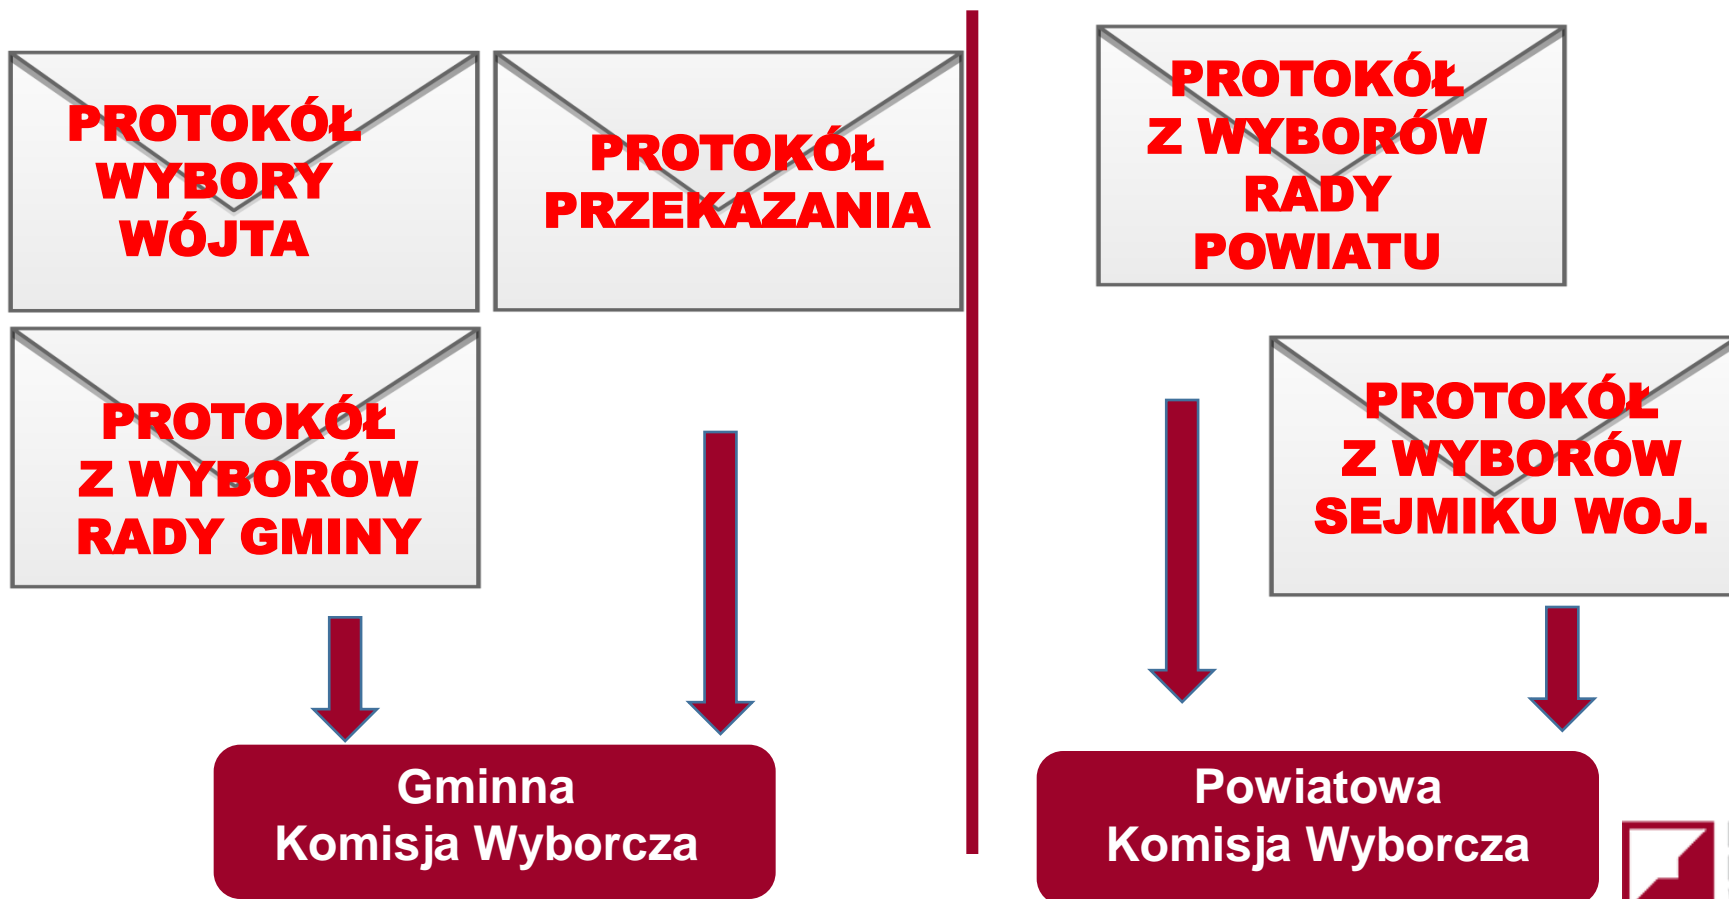 PROTOKÓŁ
WYBORY
WÓJTA
PROTOKÓŁ
PRZEKAZANIA
PROTOKÓŁ
Z WYBORÓW
RADY GMINY
Gminna
Komisja Wyborcza
PROTOKÓŁ
Z WYBORÓW
RADY
POWIATU
PROTOKÓŁ
Z WYBORÓW
SEJMIKU WOJ.
Powiatowa
Komisja Wyborcza